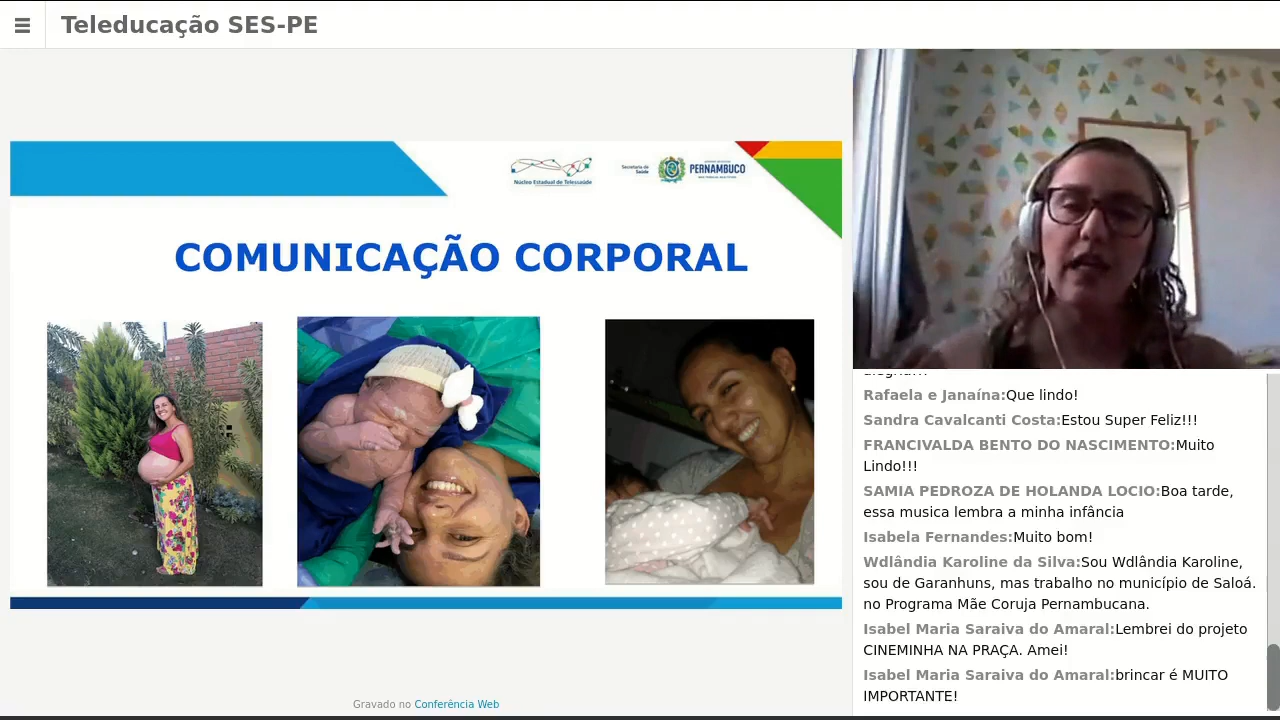 Teleducação SES-PE
Núcleo Estadual de Telessaúde
Secretaria de
Saúde
PERNAMBUCO
COMUNICAÇÃO CORPORAL
Gravado no Conferência Web
Rafaela e Janaína:Que lindo!
Sandra Cavalcanti Costa:Estou Super Feliz!!!
FRANCIVALDA BENTO DO NASCIMENTO:Muito
Lindo!!!
SAMIA PEDROZA DE HOLANDA LOCIO:Boa tarde,
essa musica lembra a minha infância
Isabela Fernandes:Muito bom!
Wdlândia Karoline da Silva:Sou Wdlândia Karoline,
sou de Garanhuns, mas trabalho no município de Saloá.
no Programa Mãe Coruja Pernambucana.
Isabel Maria Saraiva do Amaral:Lembrei do projeto
CINEMINHA NA PRAÇA. Amei!
Isabel Maria Saraiva do Amaral:brincar é MUITO
IMPORTANTE!